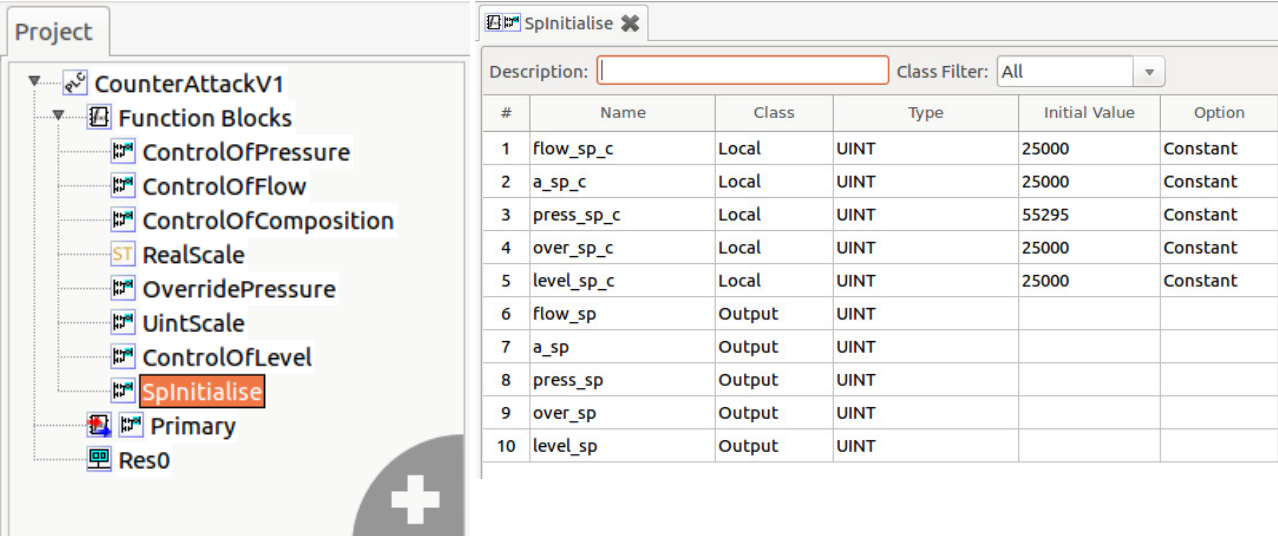 Project
CounterAttackV1
Function Blocks
ControlOfPressure
ControlOfFlow
ControlOfComposition
ST RealScale
OverridePressure
UintScale
ControlOfLevel
SpInitialise
Primary
Res0
SpInitialise
Description: Class Filter: All
# Name Class Type Initial Value Option
1 flow_sp_c Local UINT 25000 Constant
2 a_sp_c Local UINT 25000 Constant
3 press_sp_c Local UINT 55295 Constant
4 over_sp_c Local UINT 25000 Constant
5 level_sp_c Local UINT 25000 Constant
6 flow_sp Output UINT
7 a_sp Output UINT
8 press_sp Output UINT
9 over_sp Output UINT
10 level_sp Output UINT